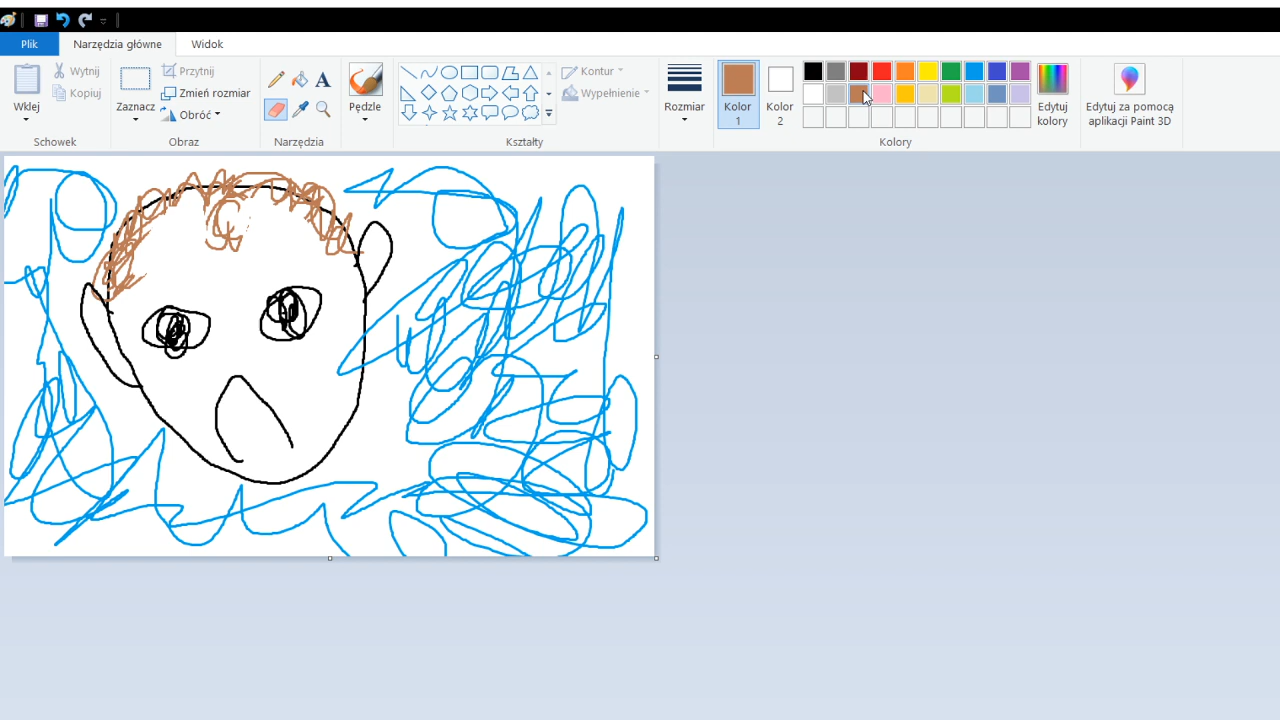 Plik Narzędzia główne Widok
Wklej
Wytnij
Kopiuj
Schowek
Zaznacz
Przytnij
Zmień rozmiar
Obróć
Obraz
A
Narzędzia
Pędzle
Kontur
Wypełnienie
Kształty
Rozmiar
Kolor
1
Kolor
2
Edytuj
kolory
Kolory
Edytuj za pomocą
aplikacji Paint 3D